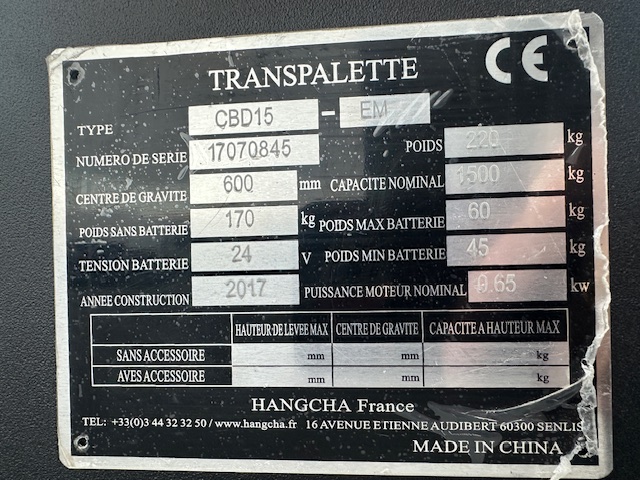 TRANSPALETTE CE
TYPE CBD15 - EM
NUMERO DE SERIE 17070845 POIDS 220 kg
CENTRE DE GRAVITE 600 mm CAPACITE NOMINAL 1500 kg
POIDS SANS BATTERIE 170 kg POIDS MAX BATTERIE 60 kg
TENSION BATTERIE 24 V POIDS MIN BATTERIE 45 kg
ANNEE CONSTRUCTION 2017 PUISSANCE MOTEUR NOMINAL 0.65 kw
HAUTEUR DE LEVEE MAX CENTRE DE GRAVITE CAPACITE A HAUTEUR MAX
SANS ACCESSOIRE mm mm kg
AVES ACCESSOIRE mm mm kg
HANGCHA France
TEL: +33(0)3 44 32 32 50 / www.hangcha.fr 16 AVENUE ETIENNE AUDIBERT 60300 SENLIS
MADE IN CHINA